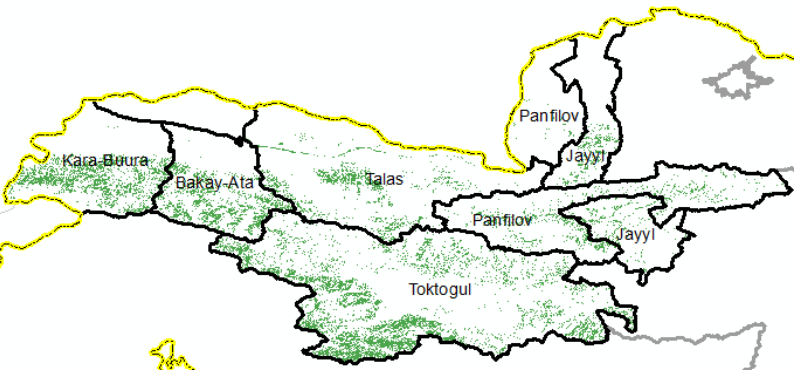 Panfilov
Jayyl
Kara-Buura
Bakay-Ata
Talas
Panfilov
Jayyl
Toktogul